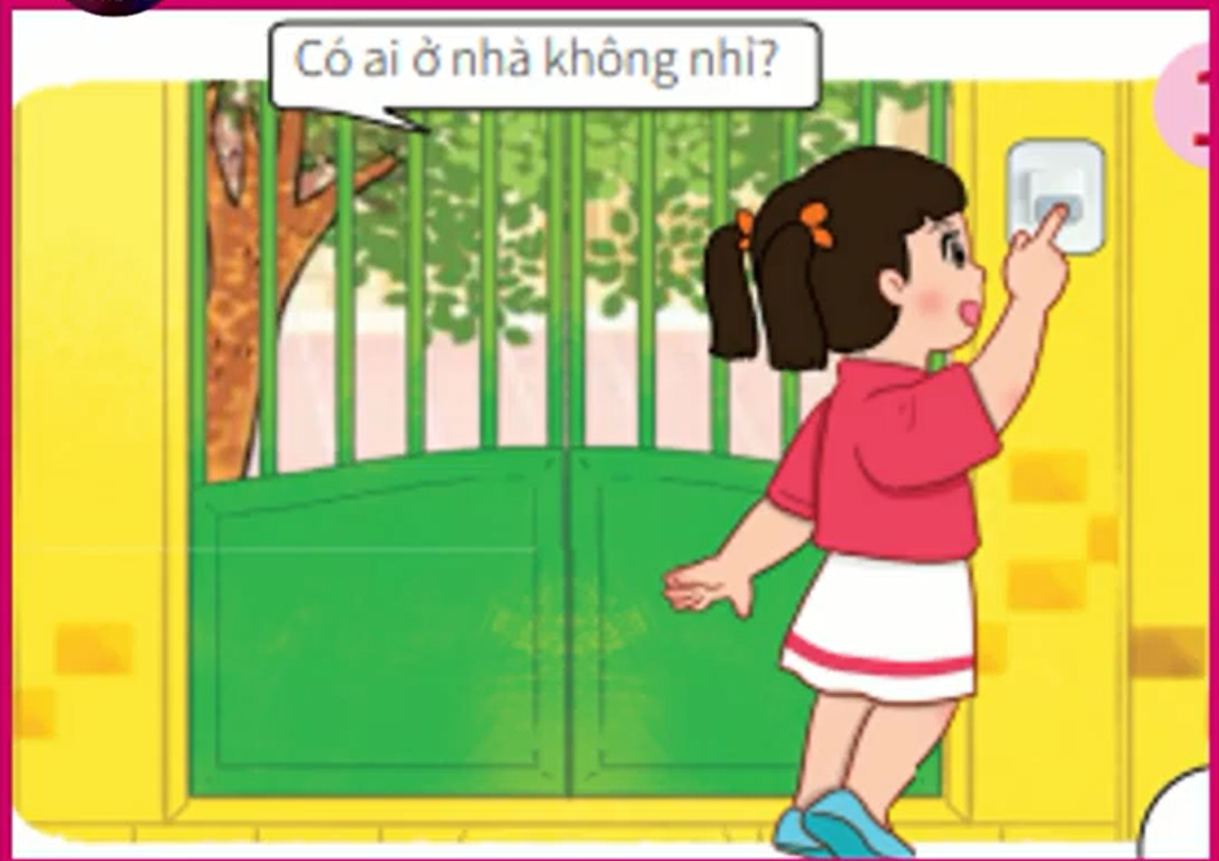 Có ai ở nhà không nhỉ?